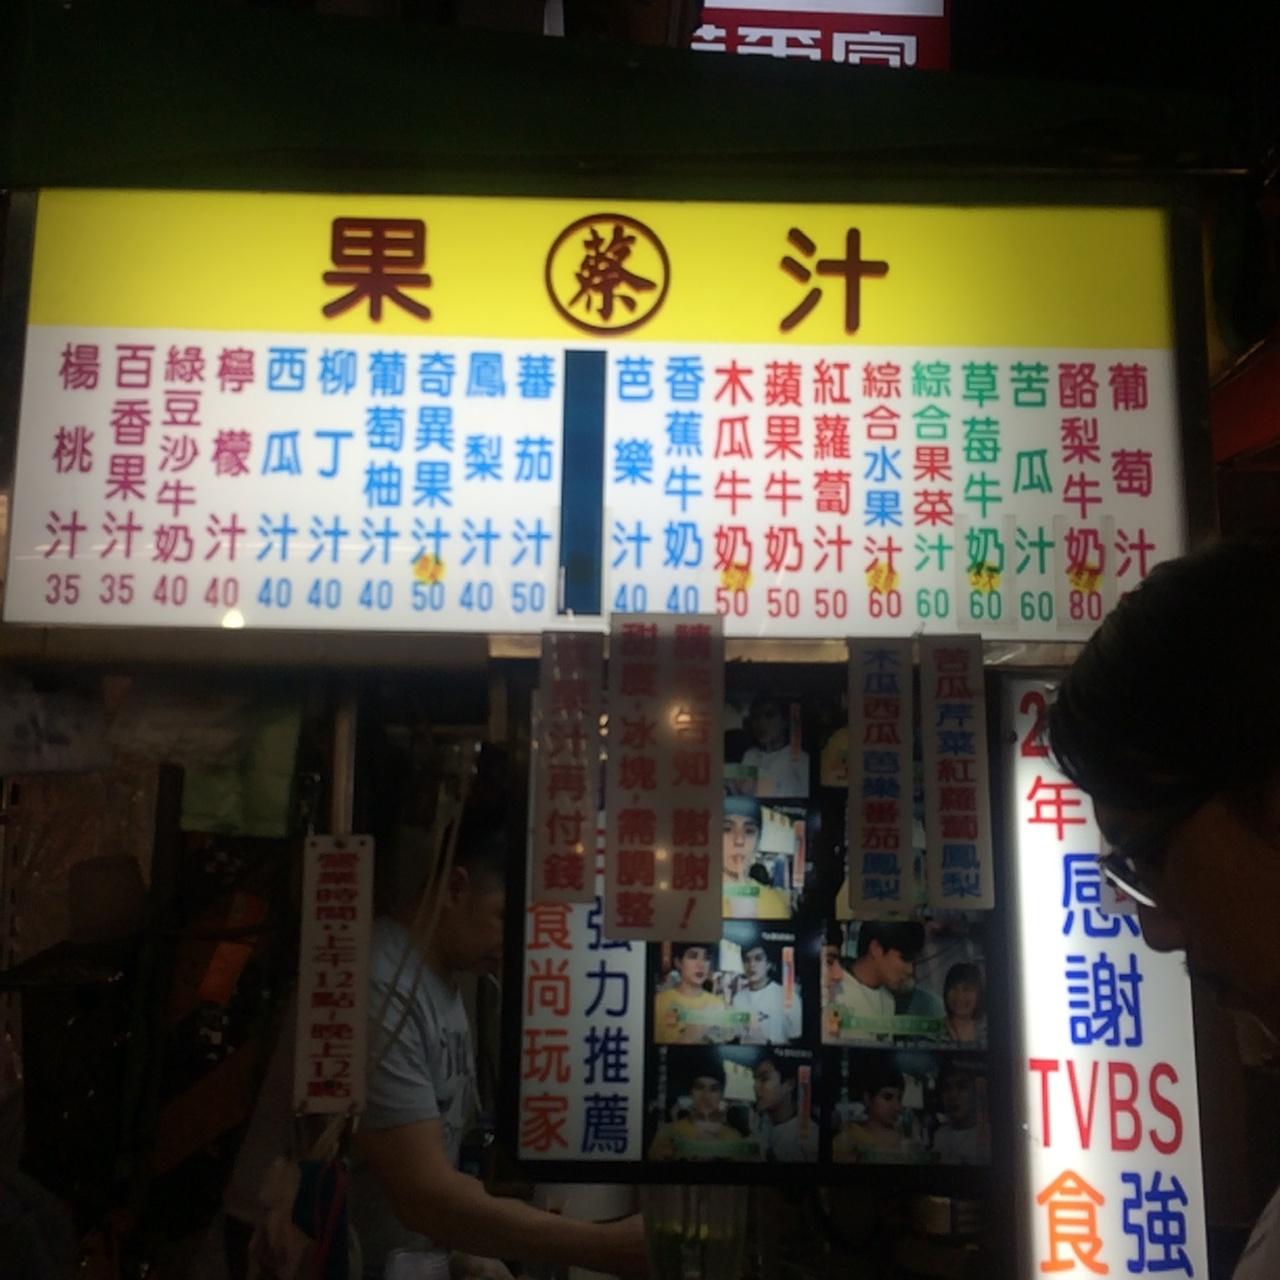 果 蔡 汁
楊桃汁 35
百香果汁 35
綠豆沙牛奶 40
檸檬汁 40
西瓜汁 40
柳丁汁 40
葡萄柚汁 40
奇異果汁 50
鳳梨汁 40
蕃茄汁 50
芭樂汁 40
香蕉牛奶 40
木瓜牛奶 50
蘋果牛奶 50
紅蘿蔔汁 50
綜合水果汁 60
綜合果菜汁 60
草莓牛奶 60
苦瓜汁 60
酪梨牛奶 80
葡萄汁
果汁再付錢
甜度、冰塊，需調整
請先告知 謝謝！
木瓜西瓜芭樂番茄鳳梨
苦瓜芹菜紅蘿蔔鳳梨
營業時間：上午12點-晚上12點
食尚玩家
強力推薦
年
感謝
TVBS
食強